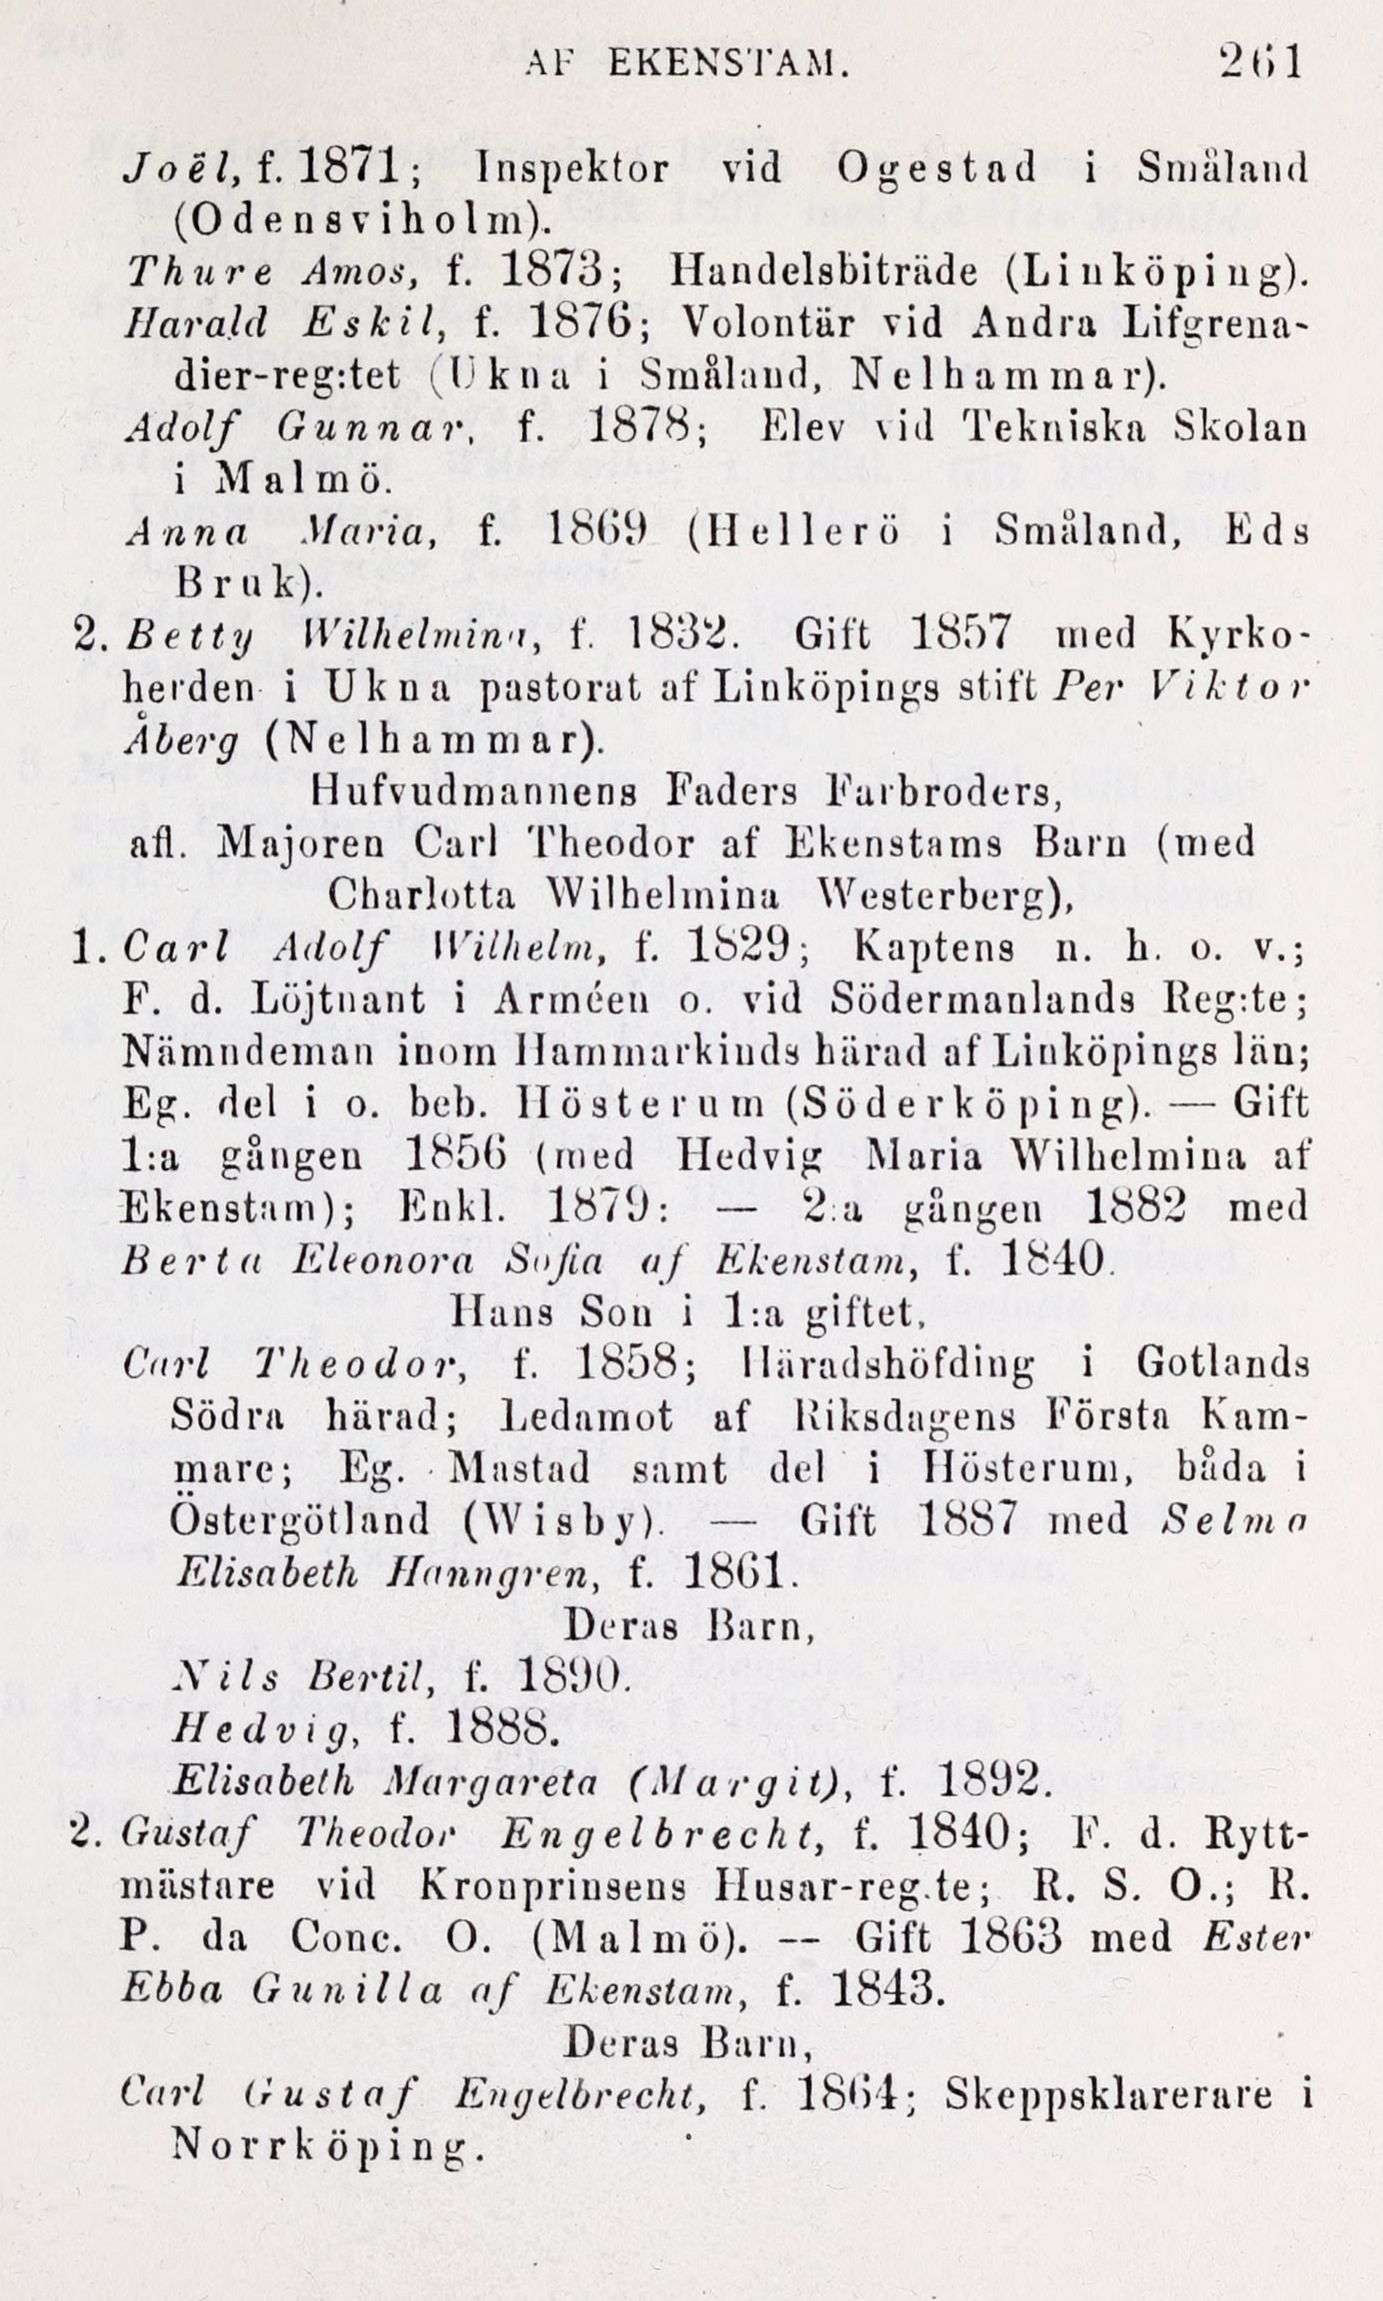 AF EKENSTAM. 261
Joël, f. 1871; Inspektor vid Ogestad i Småland
(Odensviholm).
Thure Amos, f. 1873; Handelsbiträde (Linköping).
Harald Eskil, f. 1876; Volontär vid Andra Lifgrena-
dier-reg:tet (Ukna i Småland, Nelhammar).
Adolf Gunnar, f. 1878; Elev vid Tekniska Skolan
i Malmö.
Anna Maria, f. 1869 (Hellerö i Småland, Eds
Bruk).
2. Betty Wilhelmina, f. 1832. Gift 1857 med Kyrko-
herden i Ukna pastorat af Linköpings stift Per Viktor
Åberg (Nelhammar).
Hufvudmannens Faders Farbroders,
afl. Majoren Carl Theodor af Ekenstams Barn (med
Charlotta Wilhelmina Westerberg),
1. Carl Adolf Wilhelm, f. 1829; Kaptens n. h. o. v.;
F. d. Löjtnant i Arméen o. vid Södermanlands Reg:te;
Nämndeman inom Hammarkinds härad af Linköpings län;
Eg. del i o. beb. Hösterum (Söderköping). — Gift
1:a gången 1856 (med Hedvig Maria Wilhelmina af
Ekenstam); Enkl. 1879: — 2:a gången 1882 med
Berta Eleonora Sofia af Ekenstam, f. 1840.
Hans Son i 1:a giftet,
Carl Theodor, f. 1858; Häradshöfding i Gotlands
Södra härad; Ledamot af Riksdagens Första Kam-
mare; Eg. Mastad samt del i Hösterum, båda i
Östergötland (Wisby). — Gift 1887 med Selma
Elisabeth Hanngren, f. 1861.
Deras Barn,
Nils Bertil, f. 1890.
Hedvig, f. 1888.
Elisabeth Margareta (Margit), f. 1892.
2. Gustaf Theodor Engelbrecht, f. 1840; F. d. Rytt-
mästare vid Kronprinsens Husar-reg.te; R. S. O.; R.
P. da Conc. O. (Malmö). -- Gift 1863 med Ester
Ebba Gunilla af Ekenstam, f. 1843.
Deras Barn,
Carl Gustaf Engelbrecht, f. 1864; Skeppsklarerare i
Norrköping.